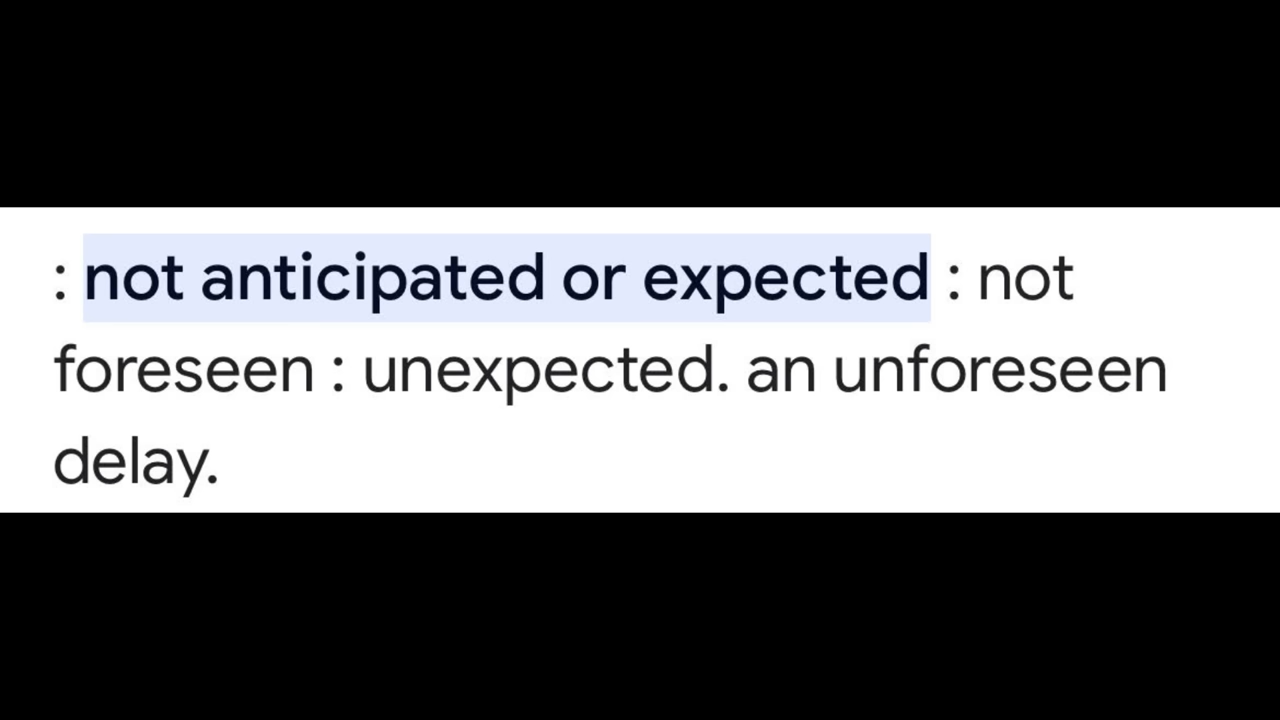 : not anticipated or expected : not
foreseen : unexpected. an unforeseen
delay.